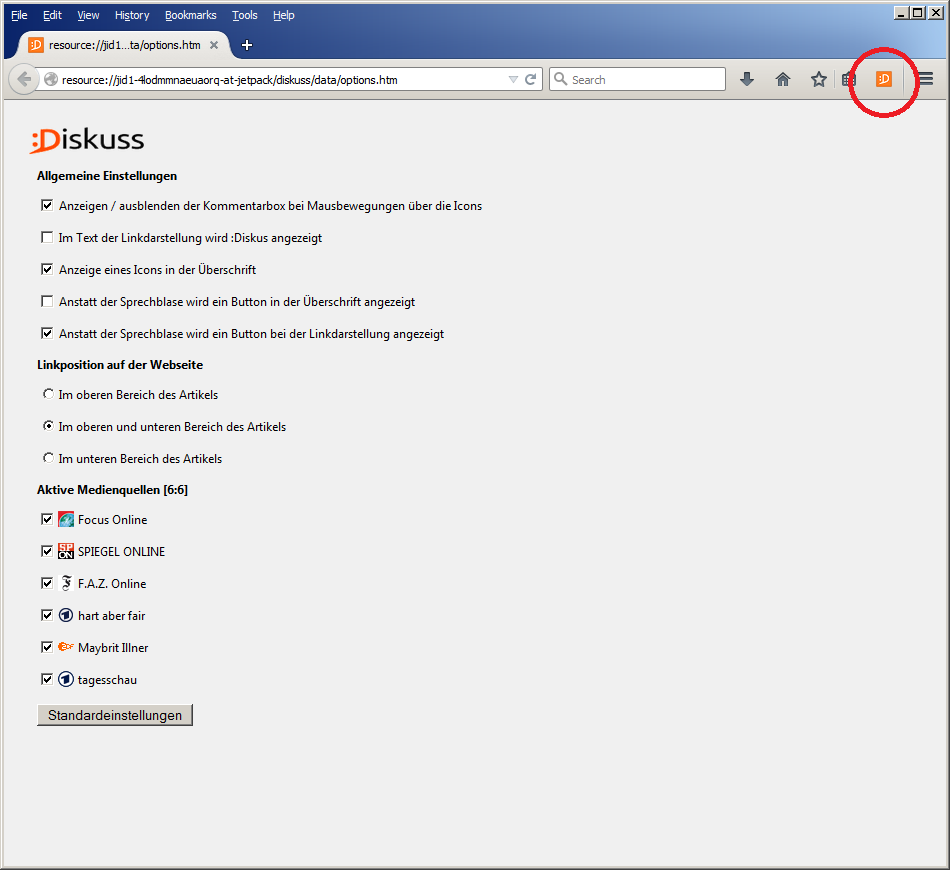 File Edit View History Bookmarks Tools Help
:D resource://jid1...ta/options.htm
resource://jid1-4lodmmnaeuaorq-at-jetpack/diskuss/data/options.htm Search :D
:Diskuss
Allgemeine Einstellungen
Anzeigen / ausblenden der Kommentarbox bei Mausbewegungen über die Icons
Im Text der Linkdarstellung wird :Diskus angezeigt
Anzeige eines Icons in der Überschrift
Anstatt der Sprechblase wird ein Button in der Überschrift angezeigt
Anstatt der Sprechblase wird ein Button bei der Linkdarstellung angezeigt
Linkposition auf der Webseite
Im oberen Bereich des Artikels
Im oberen und unteren Bereich des Artikels
Im unteren Bereich des Artikels
Aktive Medienquellen [6:6]
Focus Online
SP ON SPIEGEL ONLINE
F.A.Z. Online
hart aber fair
ZDF Maybrit Illner
tagesschau
Standardeinstellungen